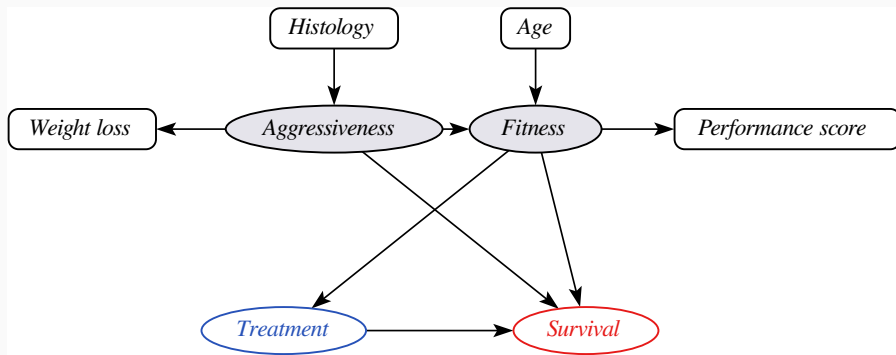 Histology
Age
Weight loss
Aggressiveness
Fitness
Performance score
Treatment
Survival